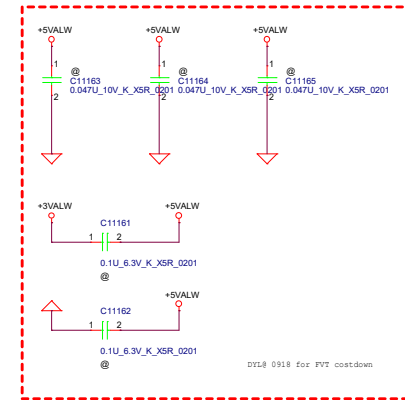 +5VALW +5VALW +5VALW
1 1 1
@ @ @
C11163 C11164 C11165
0.047U_10V_K_X5R_0201 0.047U_10V_K_X5R_0201 0.047U_10V_K_X5R_0201
2 2 2
+3VALW +5VALW
C11161
1 2
0.1U_6.3V_K_X5R_0201
@
+5VALW
C11162
1 2
0.1U_6.3V_K_X5R_0201
@
DYL@ 0918 for FVT costdown